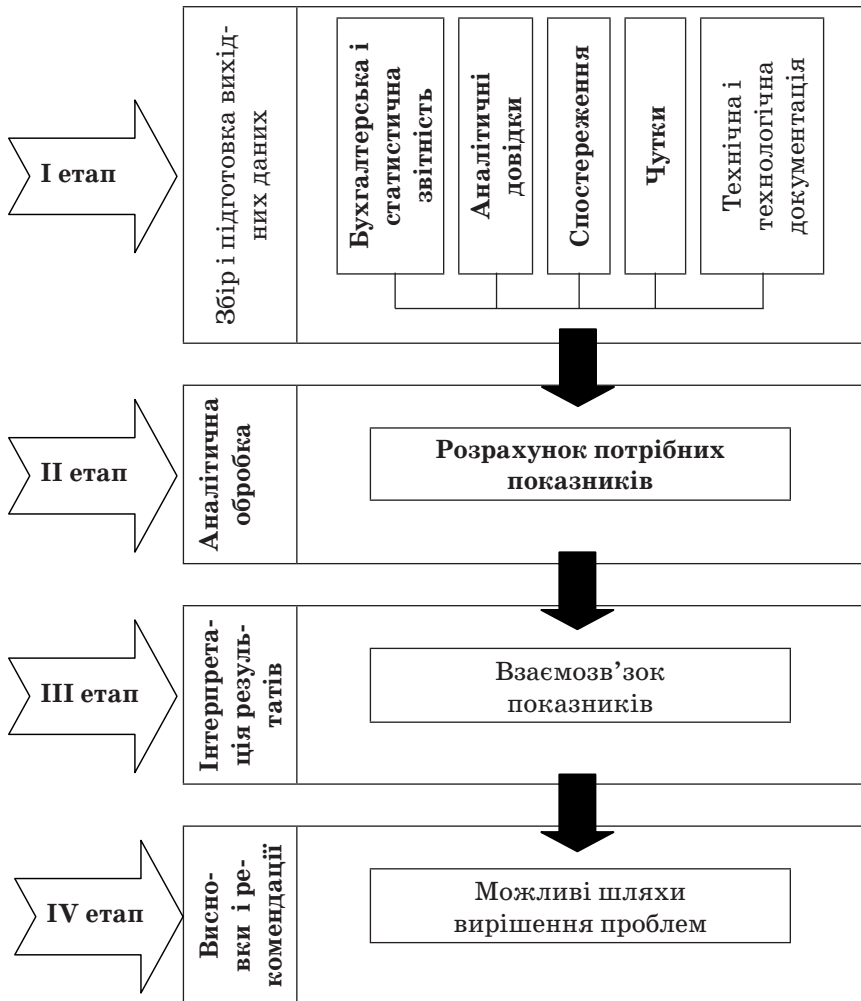 І етап
Збір і підготовка вихід-
них даних
Бухгалтерська і
статистична
звітність
Аналітичні
довідки
Спостереження
Чутки
Технічна і
технологічна
документація
ІІ етап
Аналітична
обробка
Розрахунок потрібних
показників
ІІІ етап
Інтерпрета-
ція резуль-
татів
Взаємозв’язок
показників
IV етап
Висно-
вки і ре-
комендації
Можливі шляхи
вирішення проблем